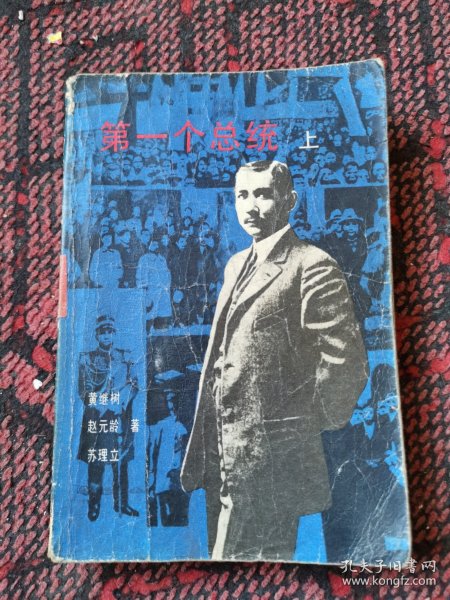 第一个总统 上
黄继树
赵元龄 著
苏理立
孔夫子旧书网
www.kongfz.com